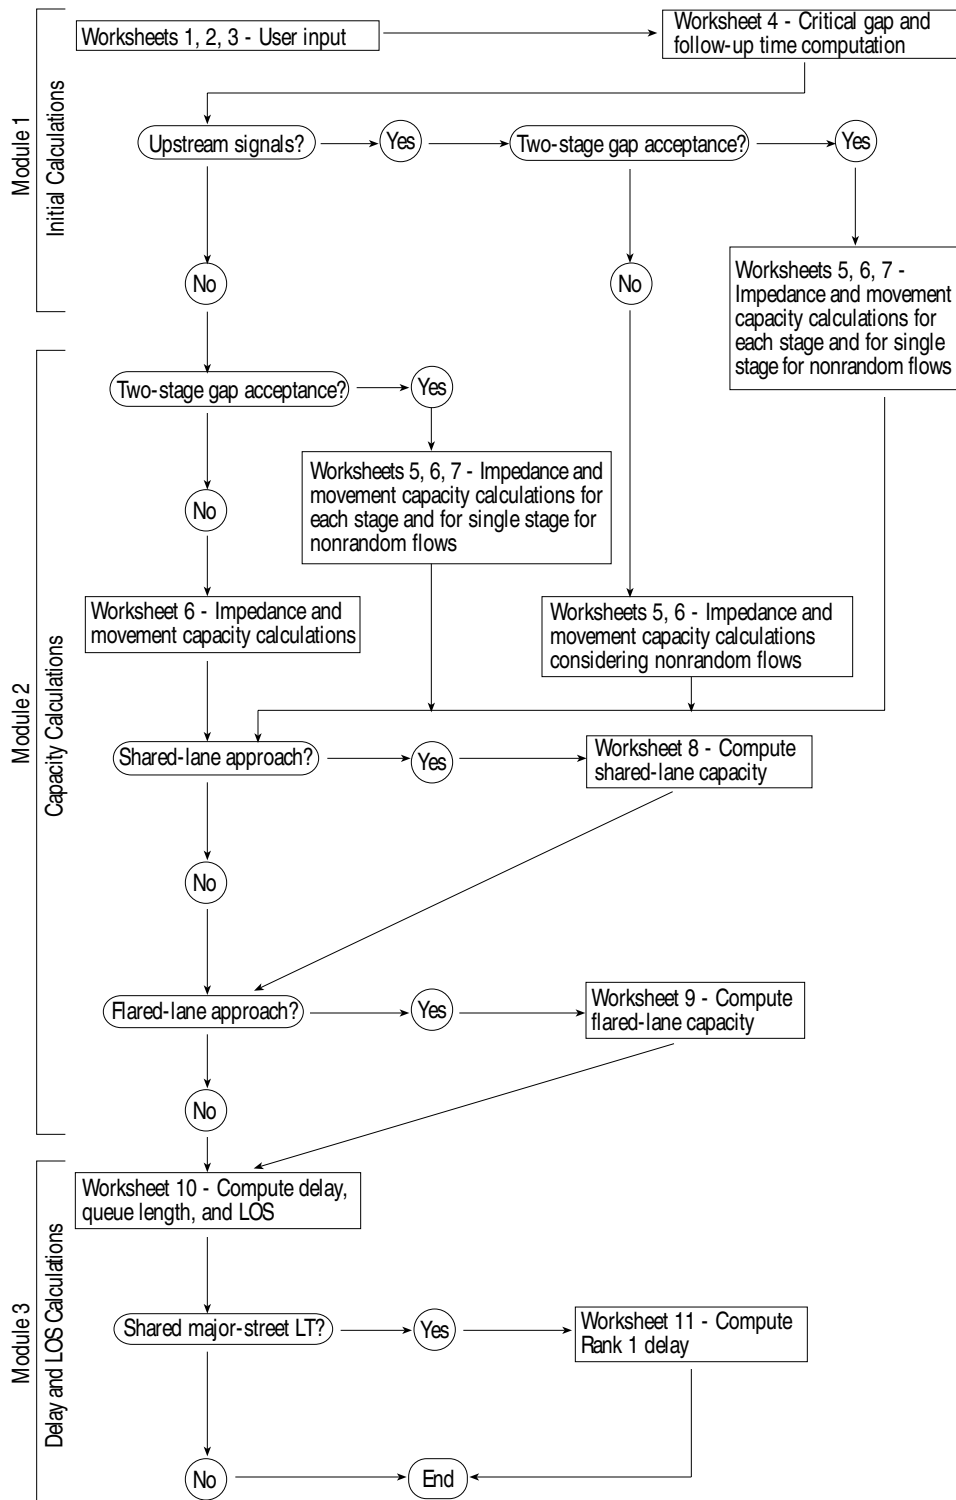 Module 1
Initial Calculations
Worksheets 1, 2, 3 - User input
Worksheet 4 - Critical gap and
follow-up time computation
Upstream signals?
Yes
Two-stage gap acceptance?
Yes
No
No
Worksheets 5, 6, 7 -
Impedance and movement
capacity calculations for
each stage and for single
stage for nonrandom flows
Module 2
Capacity Calculations
Two-stage gap acceptance?
Yes
Worksheets 5, 6, 7 - Impedance and
movement capacity calculations for
each stage and for single stage for
nonrandom flows
No
Worksheet 6 - Impedance and
movement capacity calculations
Worksheets 5, 6 - Impedance and
movement capacity calculations
considering nonrandom flows
Shared-lane approach?
Yes
Worksheet 8 - Compute
shared-lane capacity
No
Flared-lane approach?
Yes
Worksheet 9 - Compute
flared-lane capacity
No
Module 3
Delay and LOS Calculations
Worksheet 10 - Compute delay,
queue length, and LOS
Shared major-street LT?
Yes
Worksheet 11 - Compute
Rank 1 delay
No
End